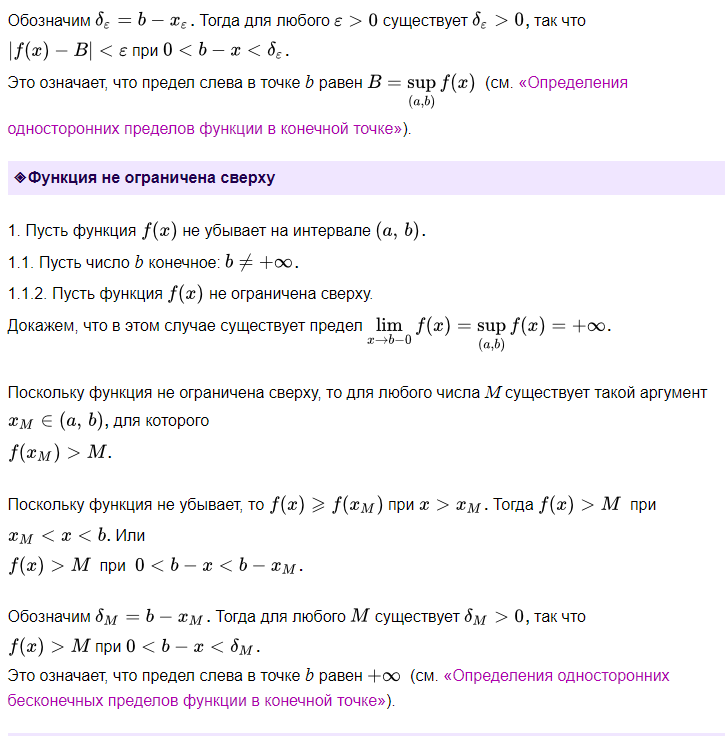 Обозначим δ_ε = b − x_ε. Тогда для любого ε > 0 существует δ_ε > 0, так что
|f(x) − B| < ε при 0 < b − x < δ_ε.
Это означает, что предел слева в точке b равен B = sup_(a,b) f(x) (см. «Определения
односторонних пределов функции в конечной точке»).
◈Функция не ограничена сверху
1. Пусть функция f(x) не убывает на интервале (a, b).
1.1. Пусть число b конечное: b ≠ +∞.
1.1.2. Пусть функция f(x) не ограничена сверху.
Докажем, что в этом случае существует предел lim_{x→b−0} f(x) = sup_(a,b) f(x) = +∞.
Поскольку функция не ограничена сверху, то для любого числа M существует такой аргумент
x_M ∈ (a, b), для которого
f(x_M) > M.
Поскольку функция не убывает, то f(x) ⩾ f(x_M) при x > x_M. Тогда f(x) > M при
x_M < x < b. Или
f(x) > M при 0 < b − x < b − x_M.
Обозначим δ_M = b − x_M. Тогда для любого M существует δ_M > 0, так что
f(x) > M при 0 < b − x < δ_M.
Это означает, что предел слева в точке b равен +∞ (см. «Определения односторонних
бесконечных пределов функции в конечной точке»).